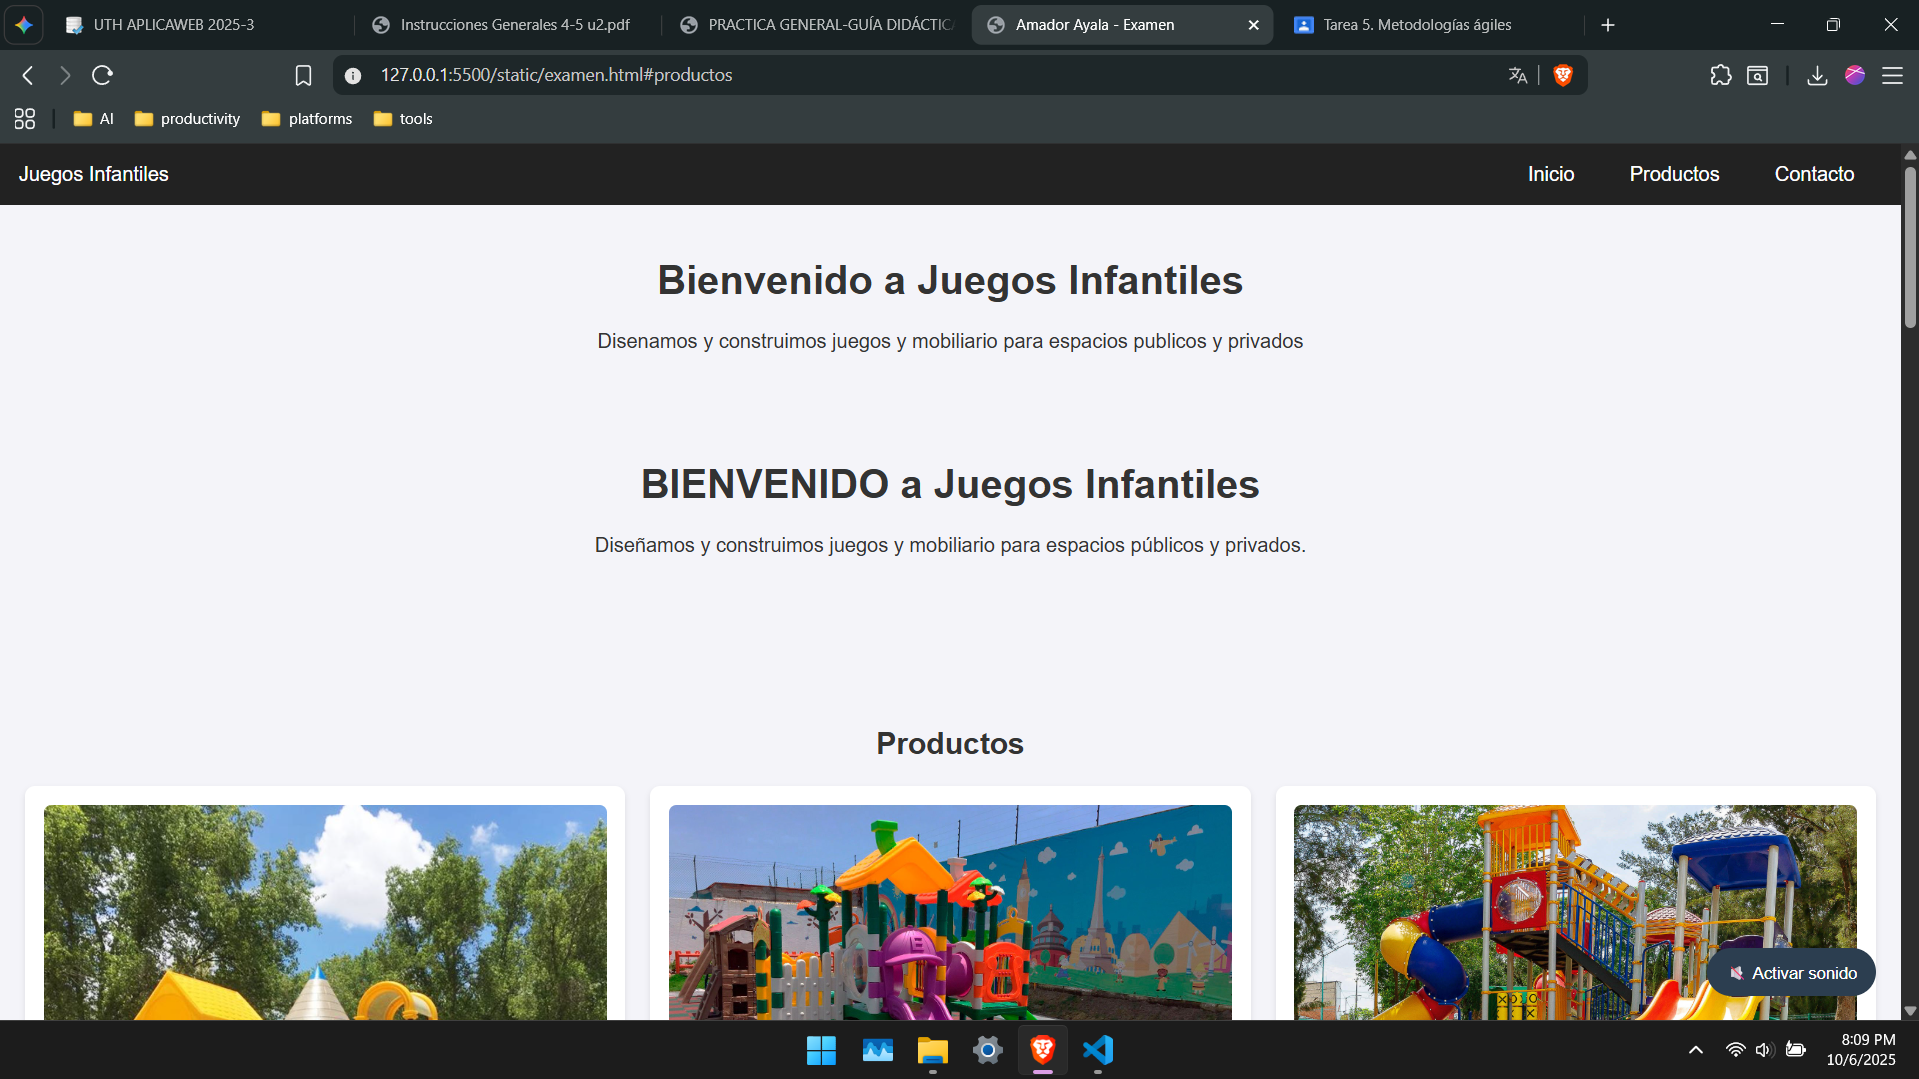 UTH APLICAWEB 2025-3
Instrucciones Generales 4-5 u2.pdf
PRACTICA GENERAL-GUÍA DIDÁCTIC
Amador Ayala - Examen
Tarea 5. Metodologías ágiles
127.0.0.1:5500/static/examen.html#productos
AI
productivity
platforms
tools
Juegos Infantiles
Inicio
Productos
Contacto
Bienvenido a Juegos Infantiles
Disenamos y construimos juegos y mobiliario para espacios publicos y privados
BIENVENIDO a Juegos Infantiles
Diseñamos y construimos juegos y mobiliario para espacios públicos y privados.
Productos
Activar sonido
8:09 PM
10/6/2025